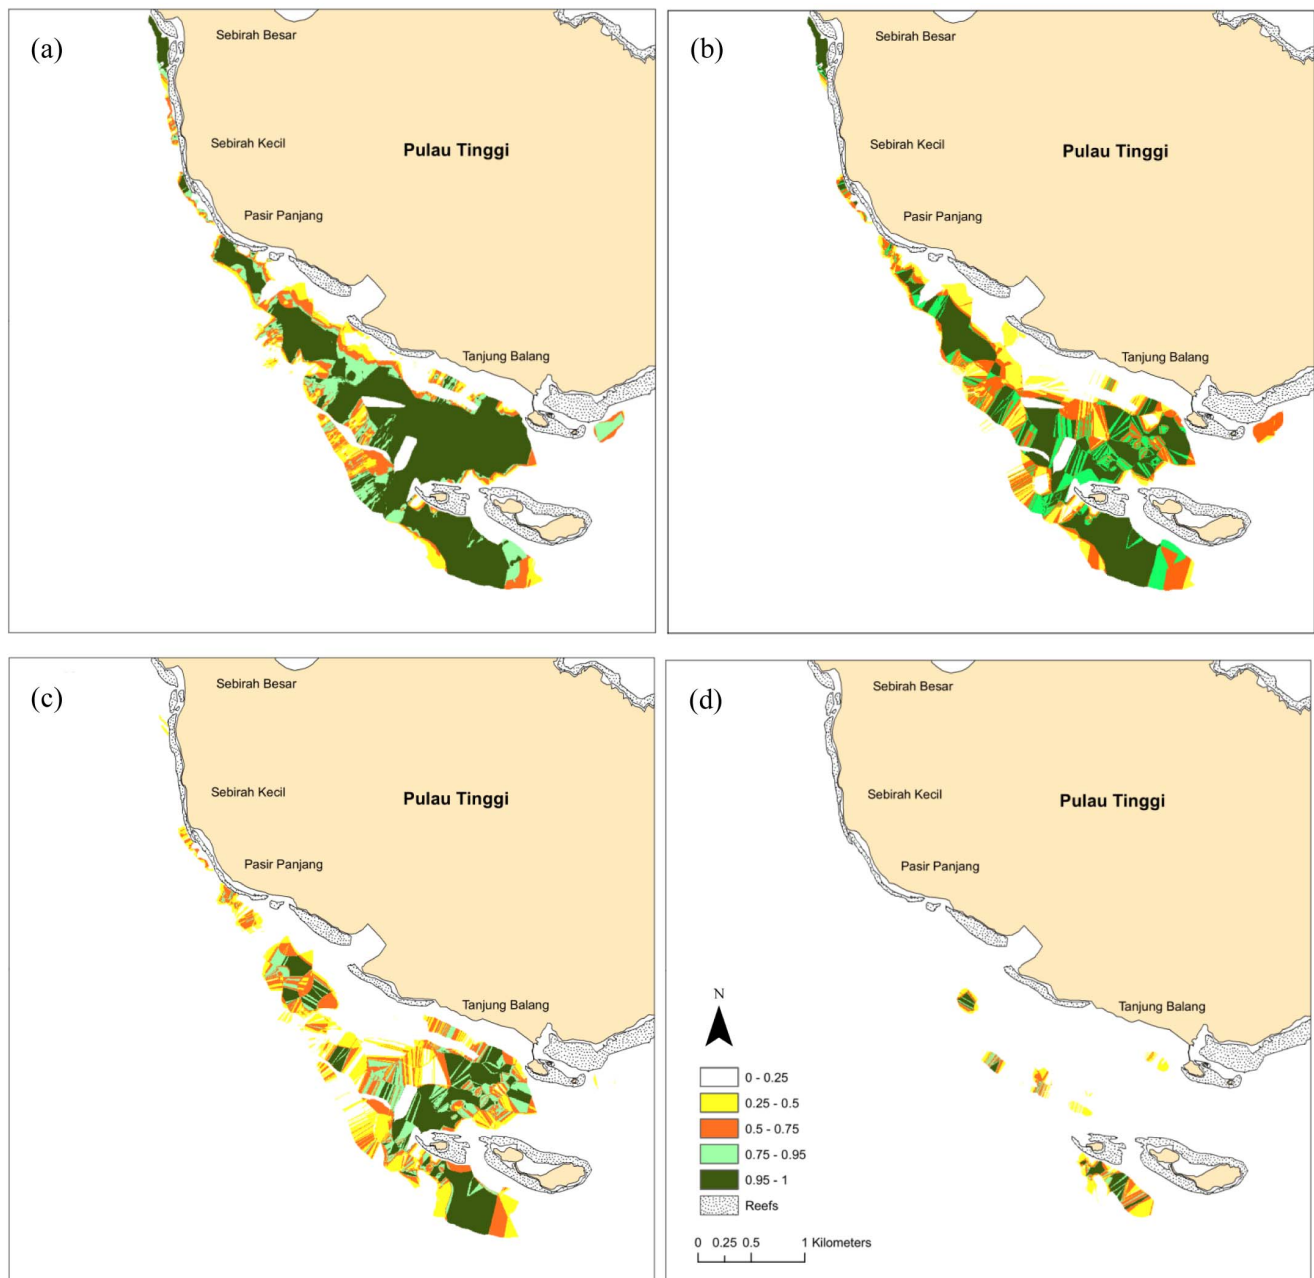 (a)
Sebirah Besar
Sebirah Kecil
Pulau Tinggi
Pasir Panjang
Tanjung Balang
(b)
Sebirah Besar
Sebirah Kecil
Pulau Tinggi
Pasir Panjang
Tanjung Balang
(c)
Sebirah Besar
Sebirah Kecil
Pulau Tinggi
Pasir Panjang
Tanjung Balang
(d)
Sebirah Besar
Sebirah Kecil
Pulau Tinggi
Pasir Panjang
Tanjung Balang
N
0 - 0.25
0.25 - 0.5
0.5 - 0.75
0.75 - 0.95
0.95 - 1
Reefs
0 0.25 0.5 1 Kilometers